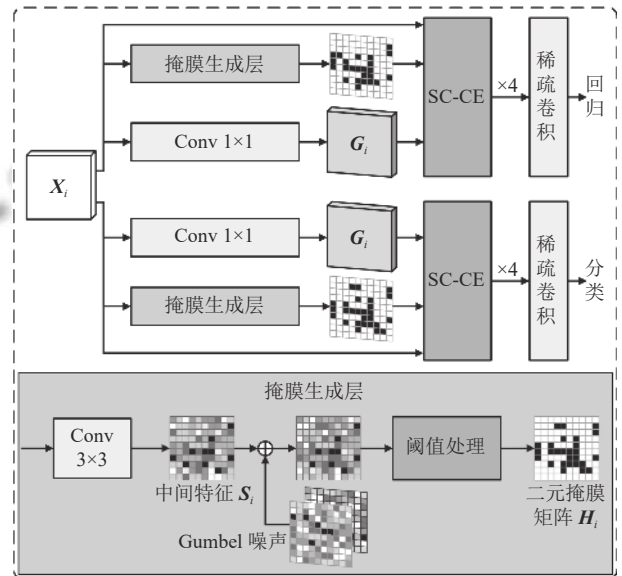 掩膜生成层
SC-CE
×4
稀疏卷积
回归
Conv 1×1
G_i
X_i
Conv 1×1
G_i
SC-CE
×4
稀疏卷积
分类
掩膜生成层
掩膜生成层
Conv
3×3
中间特征 S_i
Gumbel 噪声
阈值处理
二元掩膜
矩阵 H_i